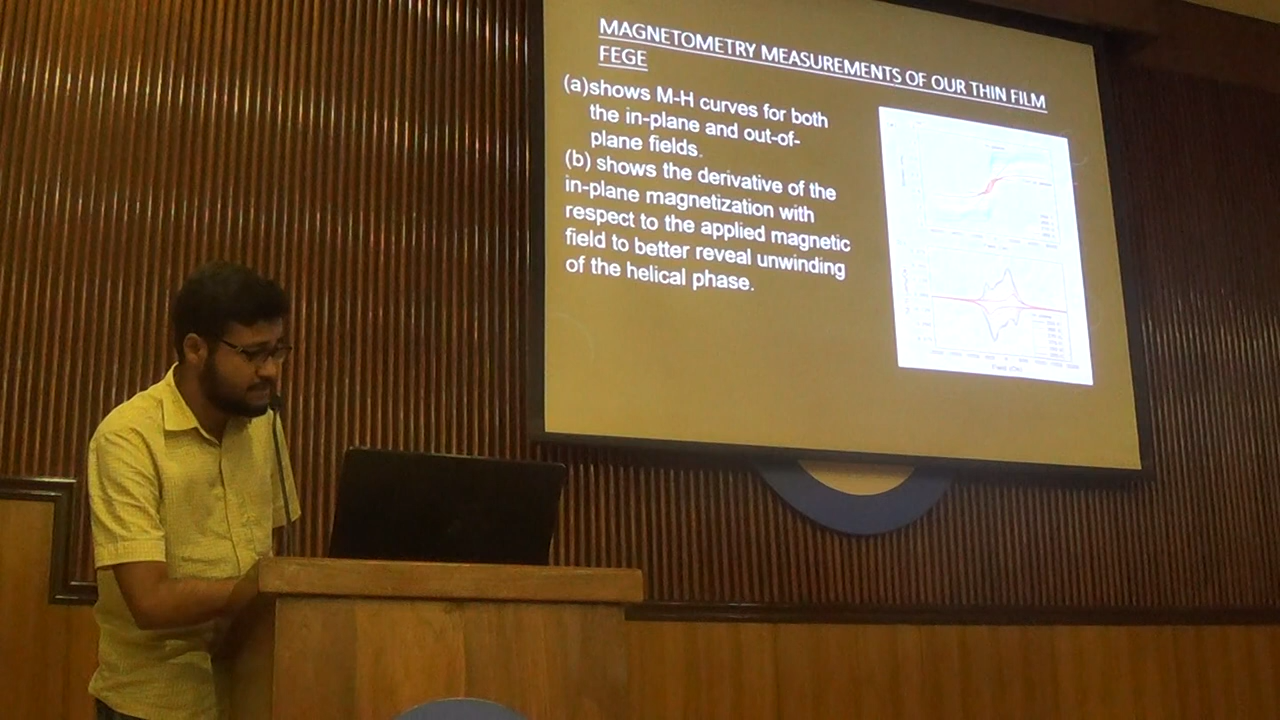 MAGNETOMETRY MEASUREMENTS OF OUR THIN FILM
FEGE
(a)shows M-H curves for both
the in-plane and out-of-
plane fields.
(b) shows the derivative of the
in-plane magnetization with
respect to the applied magnetic
field to better reveal unwinding
of the helical phase.